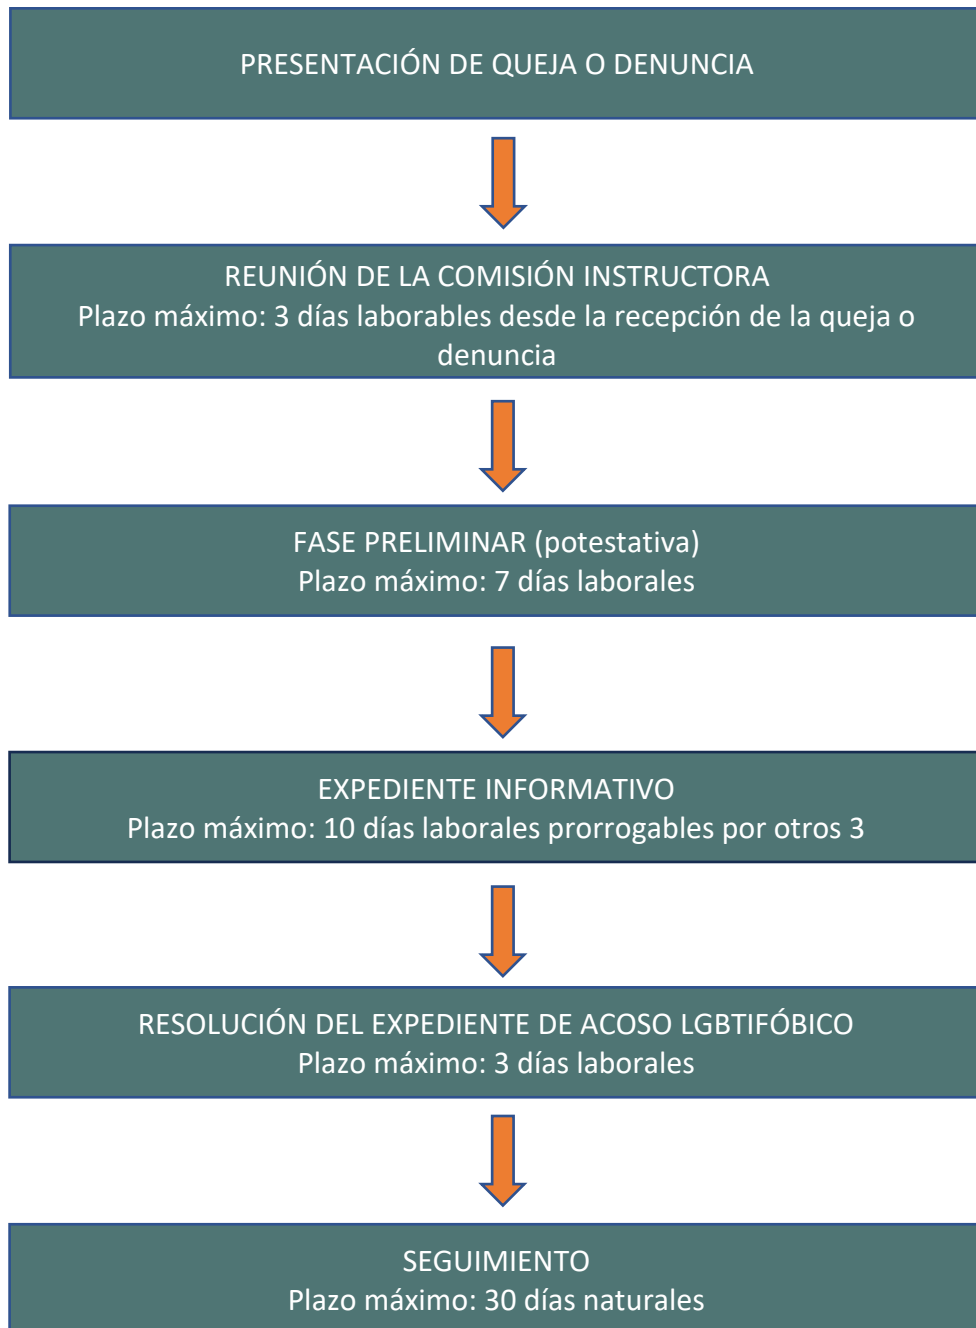 PRESENTACIÓN DE QUEJA O DENUNCIA
REUNIÓN DE LA COMISIÓN INSTRUCTORA
Plazo máximo: 3 días laborables desde la recepción de la queja o
denuncia
FASE PRELIMINAR (potestativa)
Plazo máximo: 7 días laborales
EXPEDIENTE INFORMATIVO
Plazo máximo: 10 días laborales prorrogables por otros 3
RESOLUCIÓN DEL EXPEDIENTE DE ACOSO LGBTIFÓBICO
Plazo máximo: 3 días laborales
SEGUIMIENTO
Plazo máximo: 30 días naturales